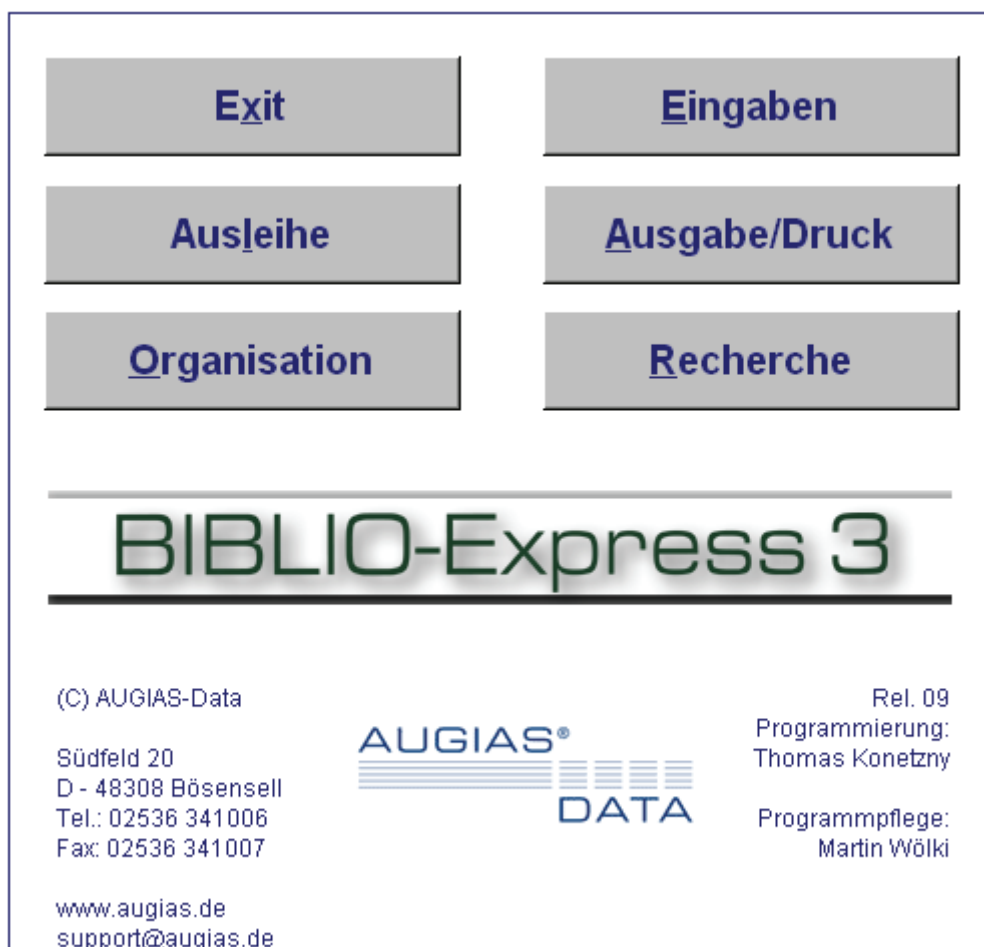 Exit
Eingaben
Ausleihe
Ausgabe/Druck
Organisation
Recherche
BIBLIO-Express 3
(C) AUGIAS-Data
Südfeld 20
D - 48308 Bösensell
Tel.: 02536 341006
Fax: 02536 341007
www.augias.de
support@augias.de
AUGIAS®
DATA
Rel. 09
Programmierung:
Thomas Konetzny
Programmpflege:
Martin Wölki